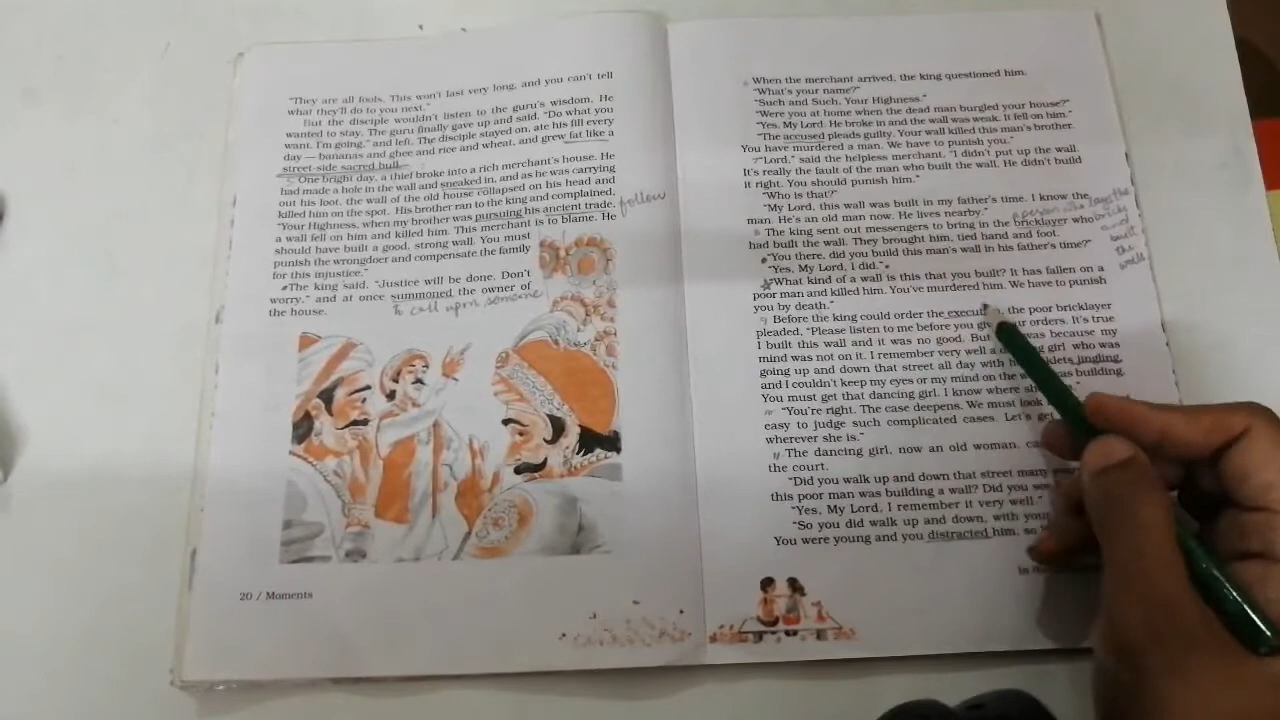 "They are all fools. This won't last very long, and you can't tell
what they'll do to you next."
But the disciple wouldn't listen to the guru's wisdom. He
wanted to stay. The guru finally gave up and said, "Do what you
want. I'm going," and left. The disciple stayed on, ate his fill every
day — bananas and ghee and rice and wheat, and grew fat like a
street-side sacred bull.
One bright day, a thief broke into a rich merchant's house. He
had made a hole in the wall and sneaked in, and as he was carrying
out his loot, the wall of the old house collapsed on his head and
killed him on the spot. His brother ran to the king and complained,
"Your Highness, when my brother was pursuing his ancient trade, follow
a wall fell on him and killed him. This merchant is to blame. He
should have built a good, strong wall. You must
punish the wrongdoer and compensate the family
for this injustice."
The king said, "Justice will be done. Don't
worry," and at once summoned the owner of
to call upon someone
the house.
20 / Moments
When the merchant arrived, the king questioned him.
"What's your name?"
"Such and Such, Your Highness."
"Were you at home when the dead man burgled your house?"
"Yes, My Lord. He broke in and the wall was weak. It fell on him."
"The accused pleads guilty. Your wall killed this man's brother.
You have murdered a man. We have to punish you."
7 "Lord," said the helpless merchant, "I didn't put up the wall.
It's really the fault of the man who built the wall. He didn't build
it right. You should punish him."
"Who is that?"
"My Lord, this wall was built in my father's time. I know the
man. He's an old man now. He lives nearby."
a person who lays the bricks and built the walls
8 The king sent out messengers to bring in the bricklayer who
had built the wall. They brought him, tied hand and foot.
"You there, did you build this man's wall in his father's time?"
"Yes, My Lord, I did."
"What kind of a wall is this that you built? It has fallen on a
poor man and killed him. You've murdered him. We have to punish
you by death."
9 Before the king could order the the poor bricklayer
pleaded, "Please listen to me before you orders. It's true
I built this wall and it was no good. But was because my
mind was not on it. I remember very well a girl who was
going up and down that street all day with jingling,
and I couldn't keep my eyes or my mind on the building.
You must get that dancing girl. I know where
10 "You're right. The case deepens. We must look
easy to judge such complicated cases. Let's get
wherever she is."
11 The dancing girl, now an old woman,
the court.
"Did you walk up and down that street many
this poor man was building a wall? Did you
"Yes, My Lord, I remember it very well."
"So you did walk up and down, with
You were young and you distracted him,